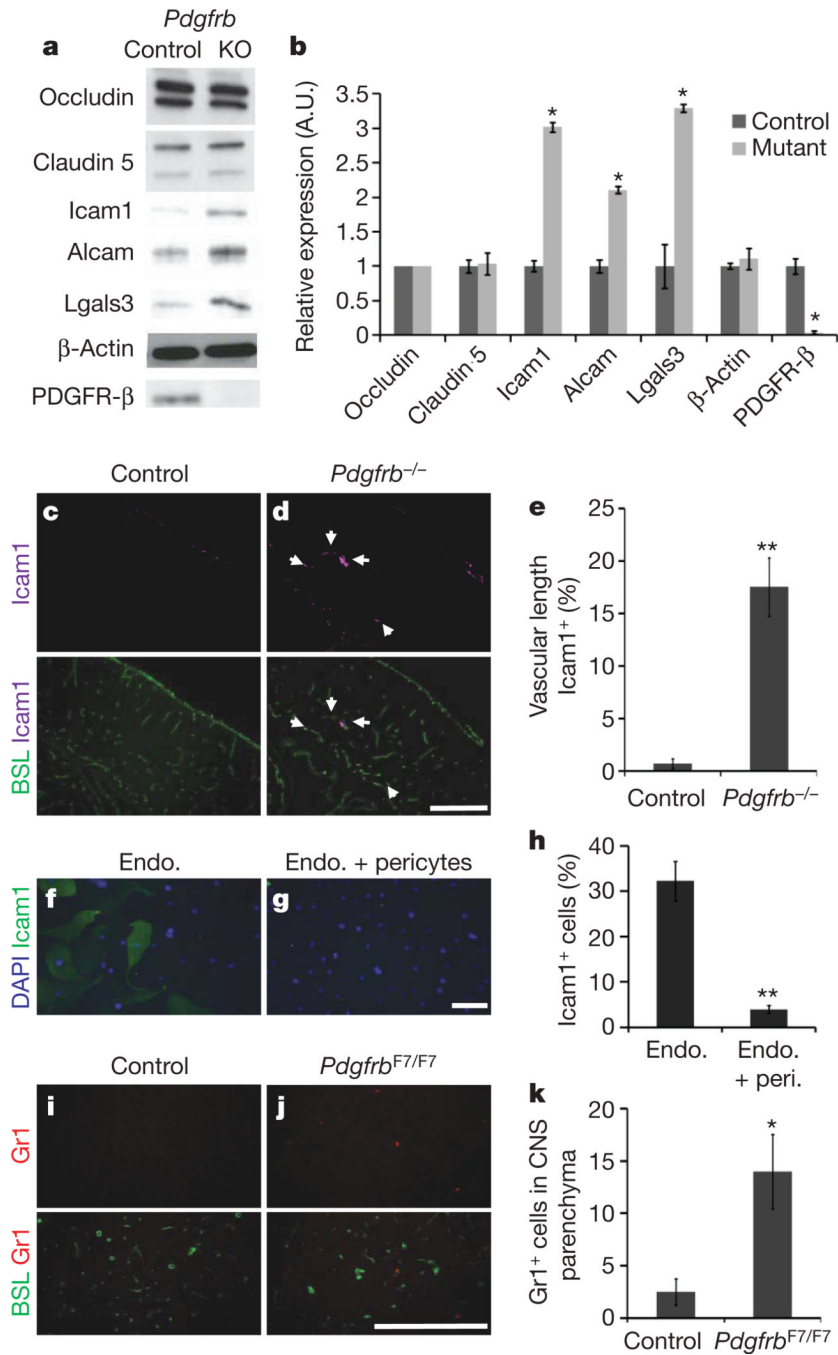 Pdgfrb
a Control KO
Occludin
Claudin 5
Icam1
Alcam
Lgals3
β-Actin
PDGFR-β
b
Relative expression (A.U.)
3.5
3
2.5
2
1.5
1
0.5
0
* * * *
Control
Mutant
Occludin
Claudin-5
Icam1
Alcam
Lgals3
β-Actin
PDGFR-β
Control Pdgfrb–/–
c d
Icam1
BSL Icam1
e
Vascular length
Icam1+ (%)
25
20
15
10
5
0
**
Control Pdgfrb–/–
Endo. Endo. + pericytes
f g
DAPI Icam1
h
Icam1+ cells (%)
40
30
20
10
0
**
Endo. Endo.
+ peri.
Control PdgfrbF7/F7
i j
Gr1
BSL Gr1
k
Gr1+ cells in CNS
parenchyma
20
15
10
5
0
*
Control PdgfrbF7/F7